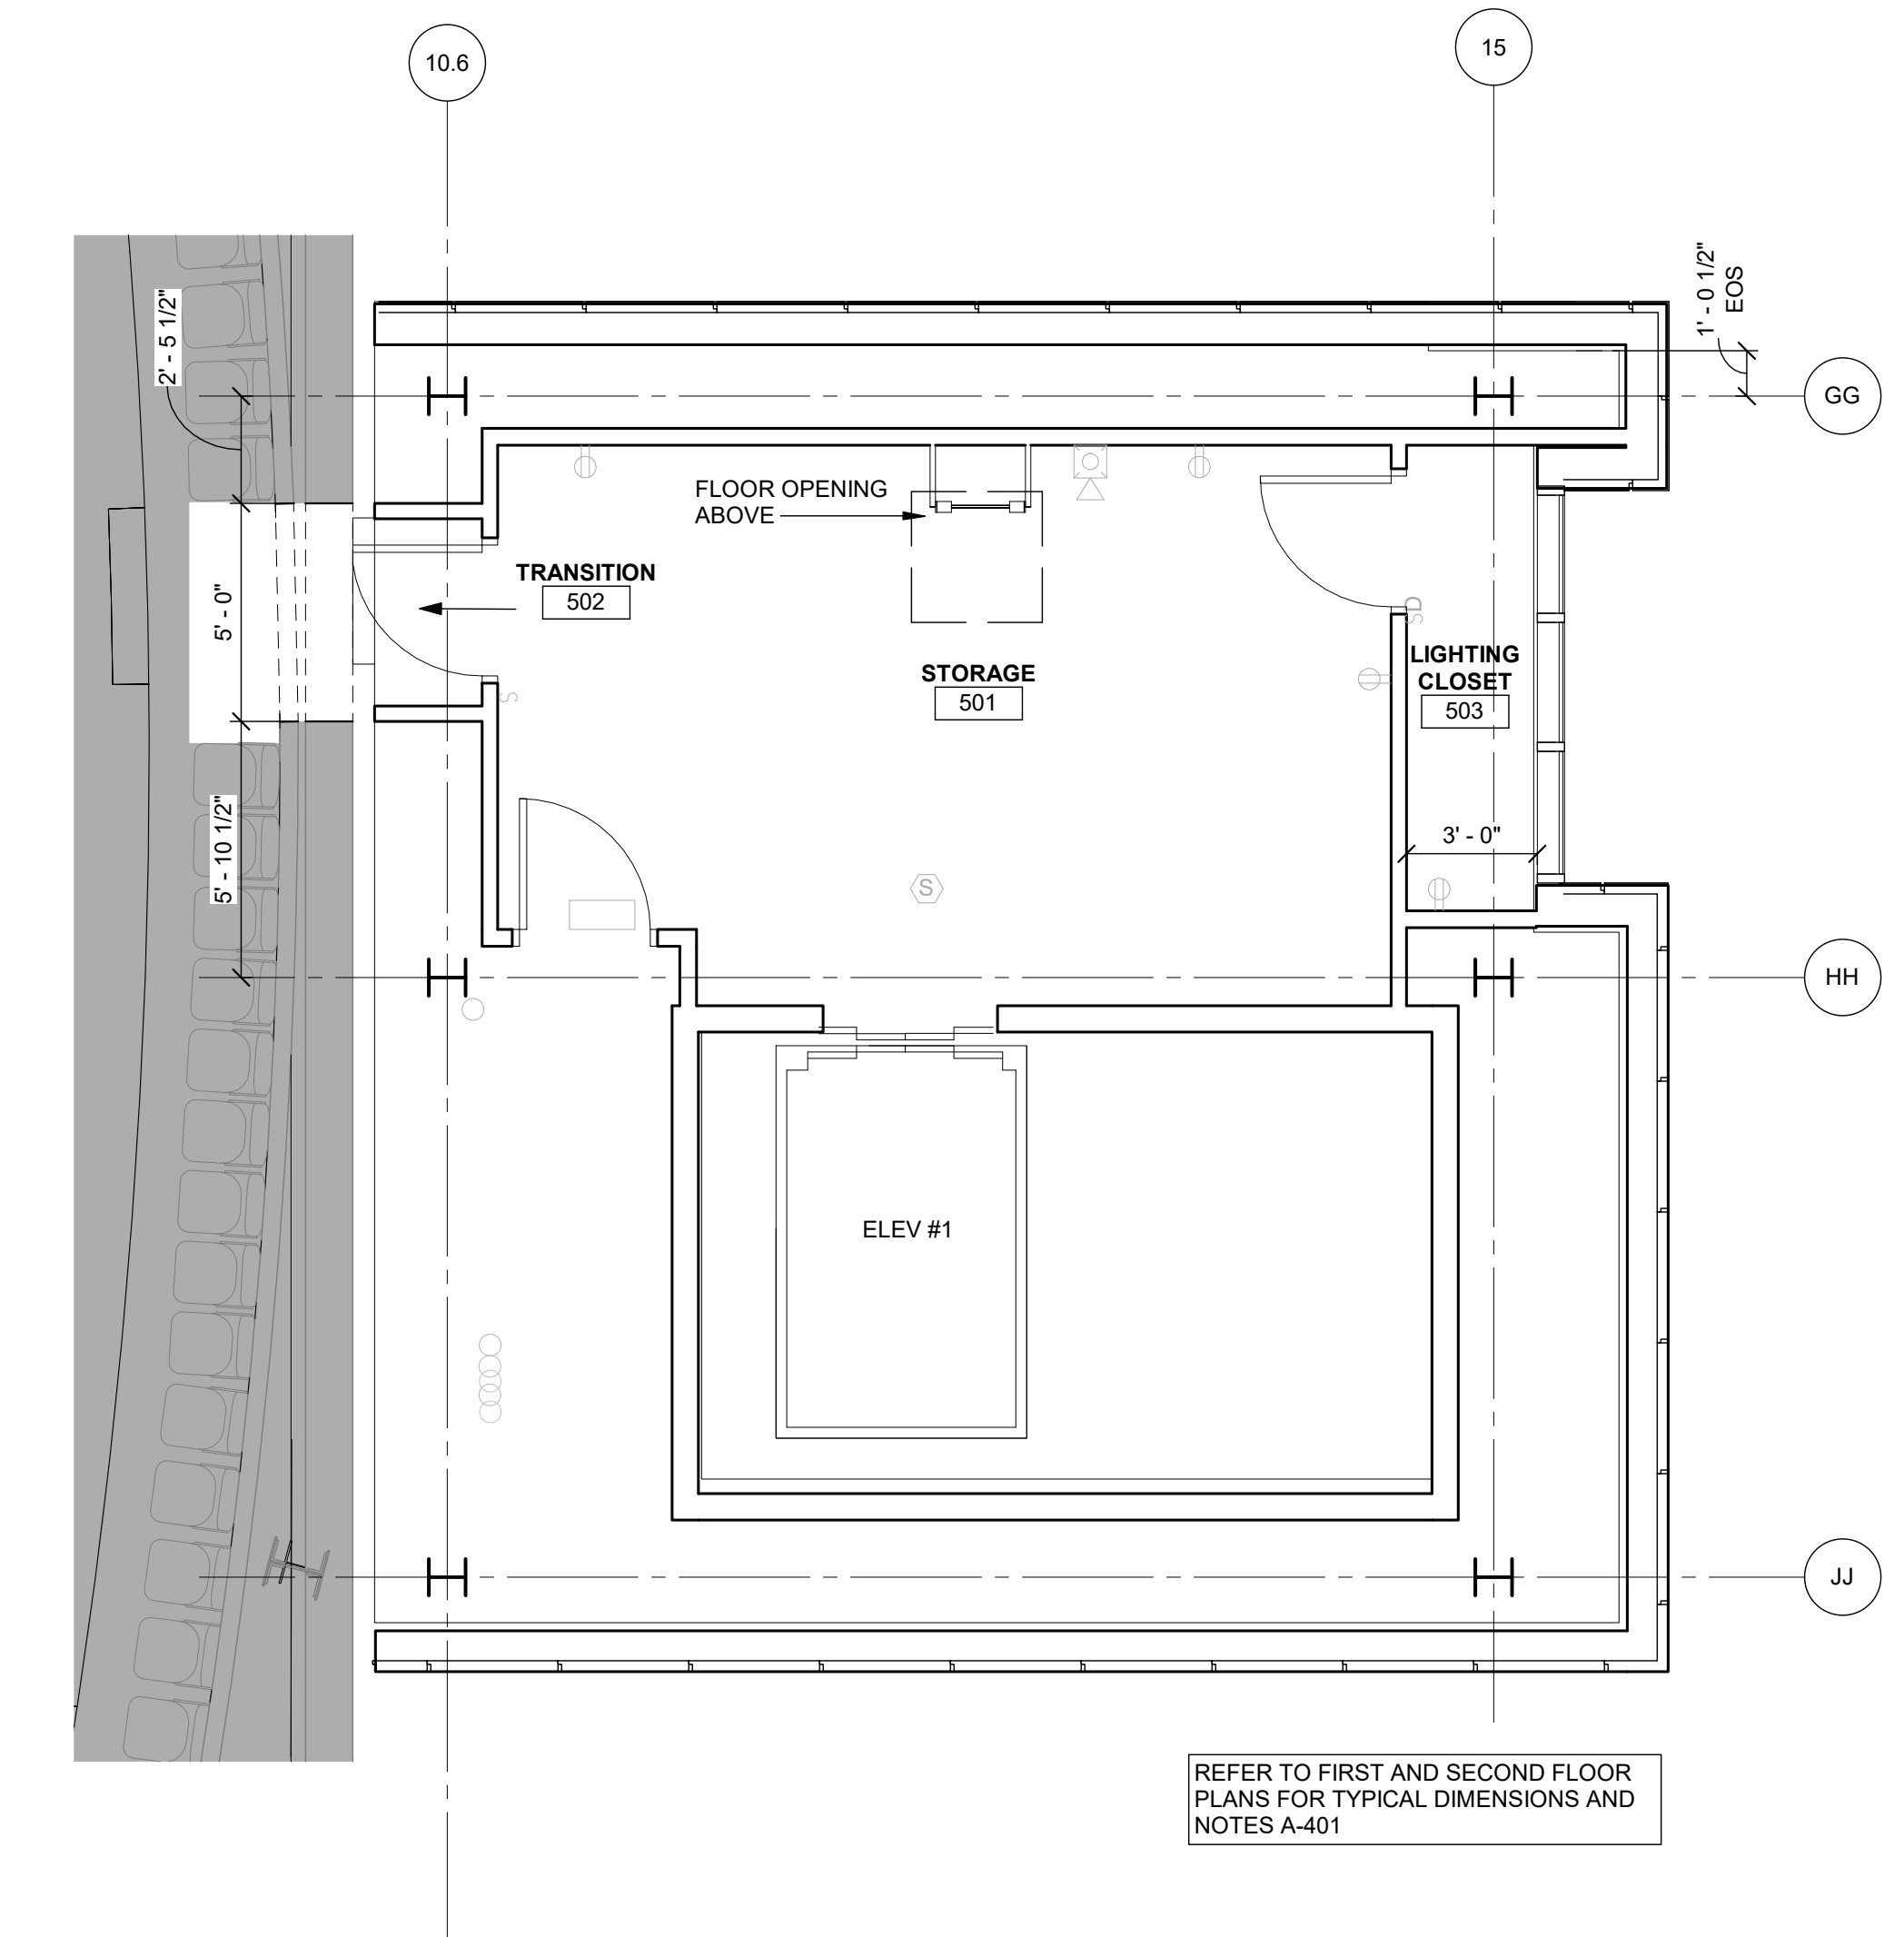 10.6
15
1' - 0 1/2"
EOS
2' - 5 1/2"
GG
FLOOR OPENING
ABOVE
TRANSITION
502
5' - 0"
SD
STORAGE
501
LIGHTING
CLOSET
503
S
5' - 10 1/2"
3' - 0"
S
HH
ELEV #1
JJ
REFER TO FIRST AND SECOND FLOOR
PLANS FOR TYPICAL DIMENSIONS AND
NOTES A-401